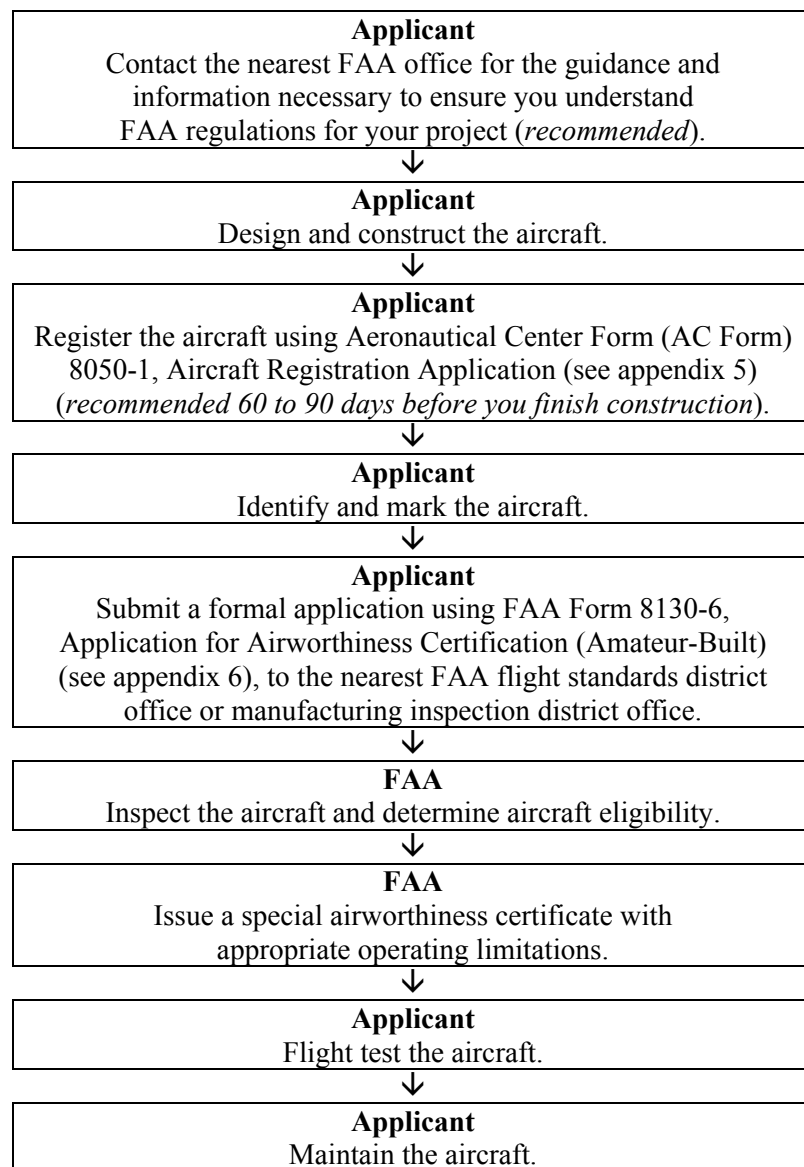 Applicant
Contact the nearest FAA office for the guidance and
information necessary to ensure you understand
FAA regulations for your project (recommended).
Applicant
Design and construct the aircraft.
Applicant
Register the aircraft using Aeronautical Center Form (AC Form)
8050-1, Aircraft Registration Application (see appendix 5)
(recommended 60 to 90 days before you finish construction).
Applicant
Identify and mark the aircraft.
Applicant
Submit a formal application using FAA Form 8130-6,
Application for Airworthiness Certification (Amateur-Built)
(see appendix 6), to the nearest FAA flight standards district
office or manufacturing inspection district office.
FAA
Inspect the aircraft and determine aircraft eligibility.
FAA
Issue a special airworthiness certificate with
appropriate operating limitations.
Applicant
Flight test the aircraft.
Applicant
Maintain the aircraft.